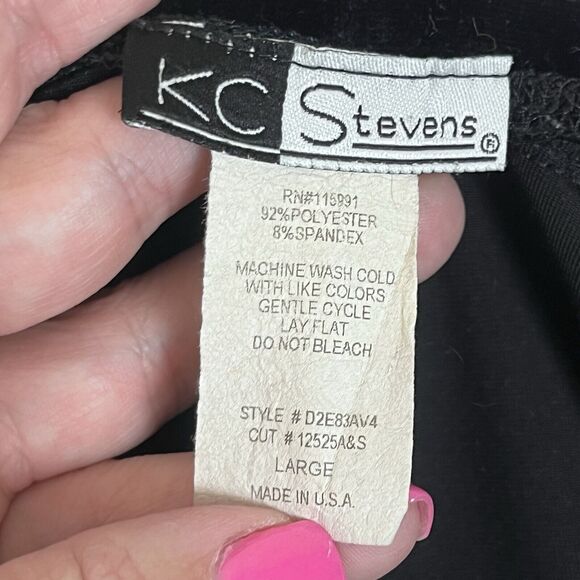 KC Stevens ®
RN#115991
92%POLYESTER
8%SPANDEX
MACHINE WASH COLD
WITH LIKE COLORS
GENTLE CYCLE
LAY FLAT
DO NOT BLEACH
STYLE # D2E83AV4
CUT # 12525A&S
LARGE
MADE IN U.S.A.